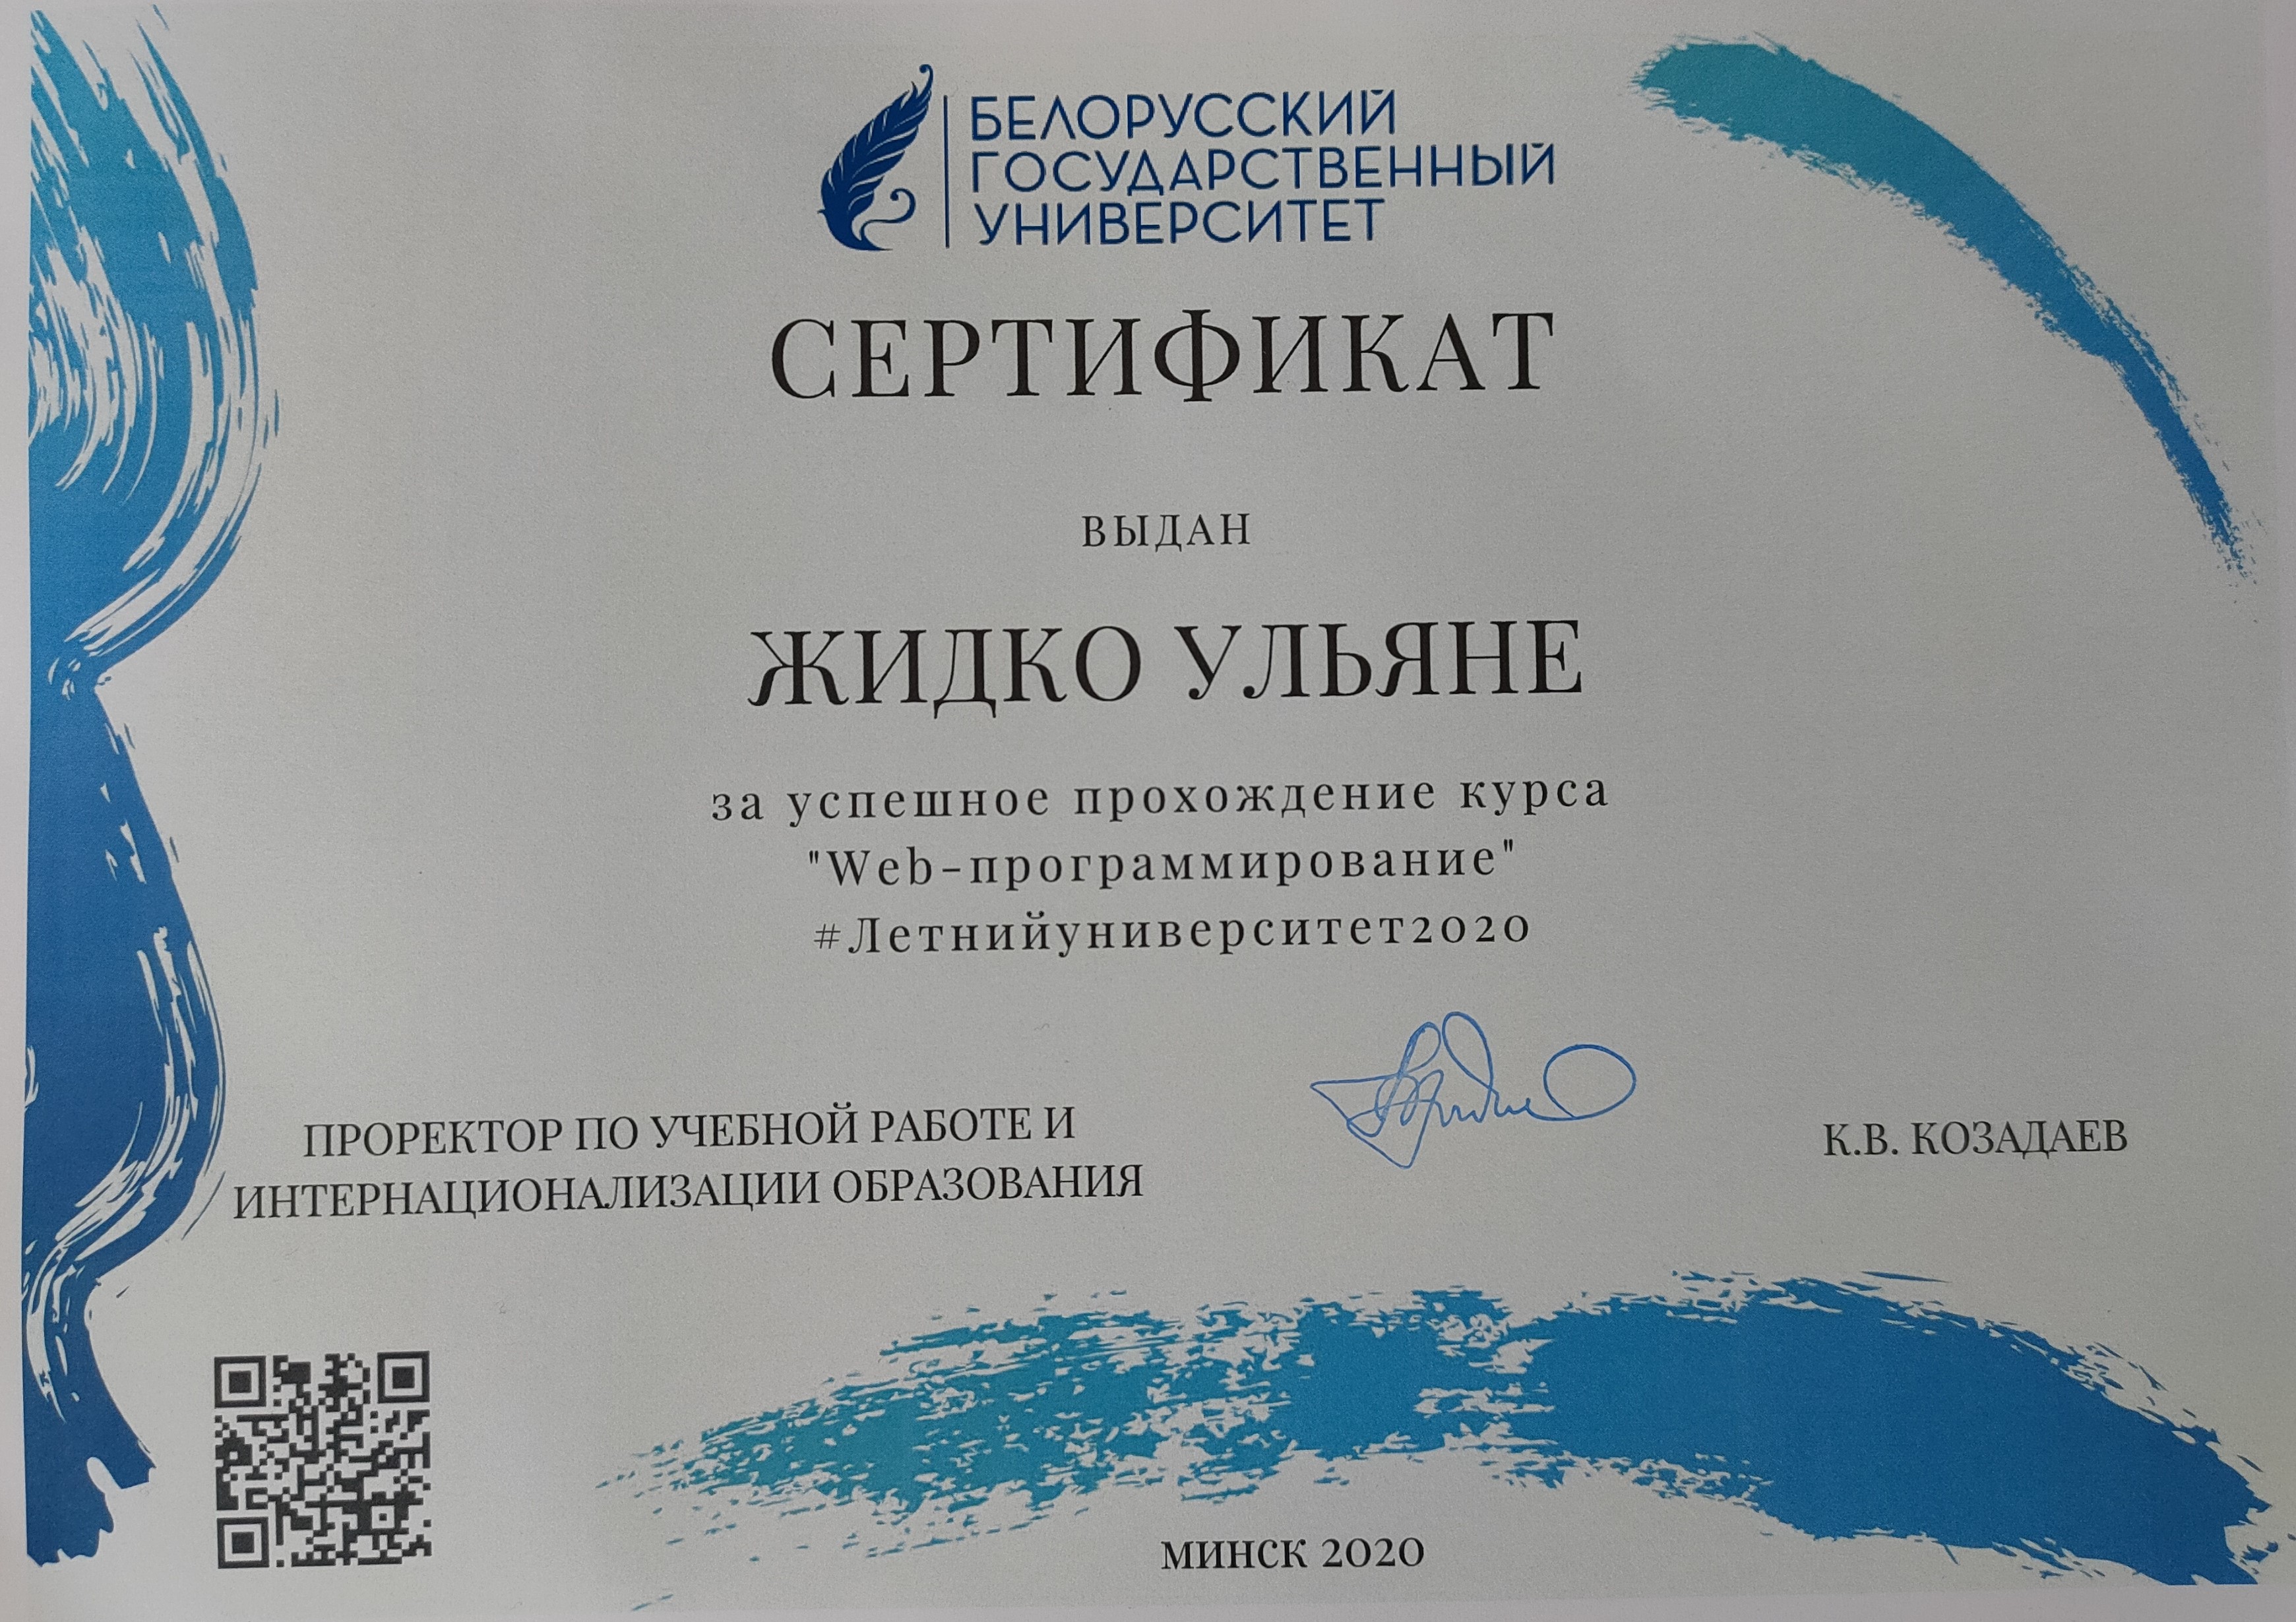 БЕЛОРУССКИЙ
ГОСУДАРСТВЕННЫЙ
УНИВЕРСИТЕТ
СЕРТИФИКАТ
ВЫДАН
ЖИДКО УЛЬЯНЕ
за успешное прохождение курса
"Web-программирование"
#Летнийуниверситет2020
ПРОРЕКТОР ПО УЧЕБНОЙ РАБОТЕ И
ИНТЕРНАЦИОНАЛИЗАЦИИ ОБРАЗОВАНИЯ
К.В. КОЗАДАЕВ
МИНСК 2020